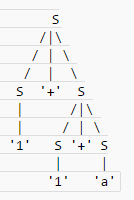 S
/|\
/ | \
/ | \
S '+' S
| /|\
| / | \
'1' S '+' S
| |
'1' 'a'